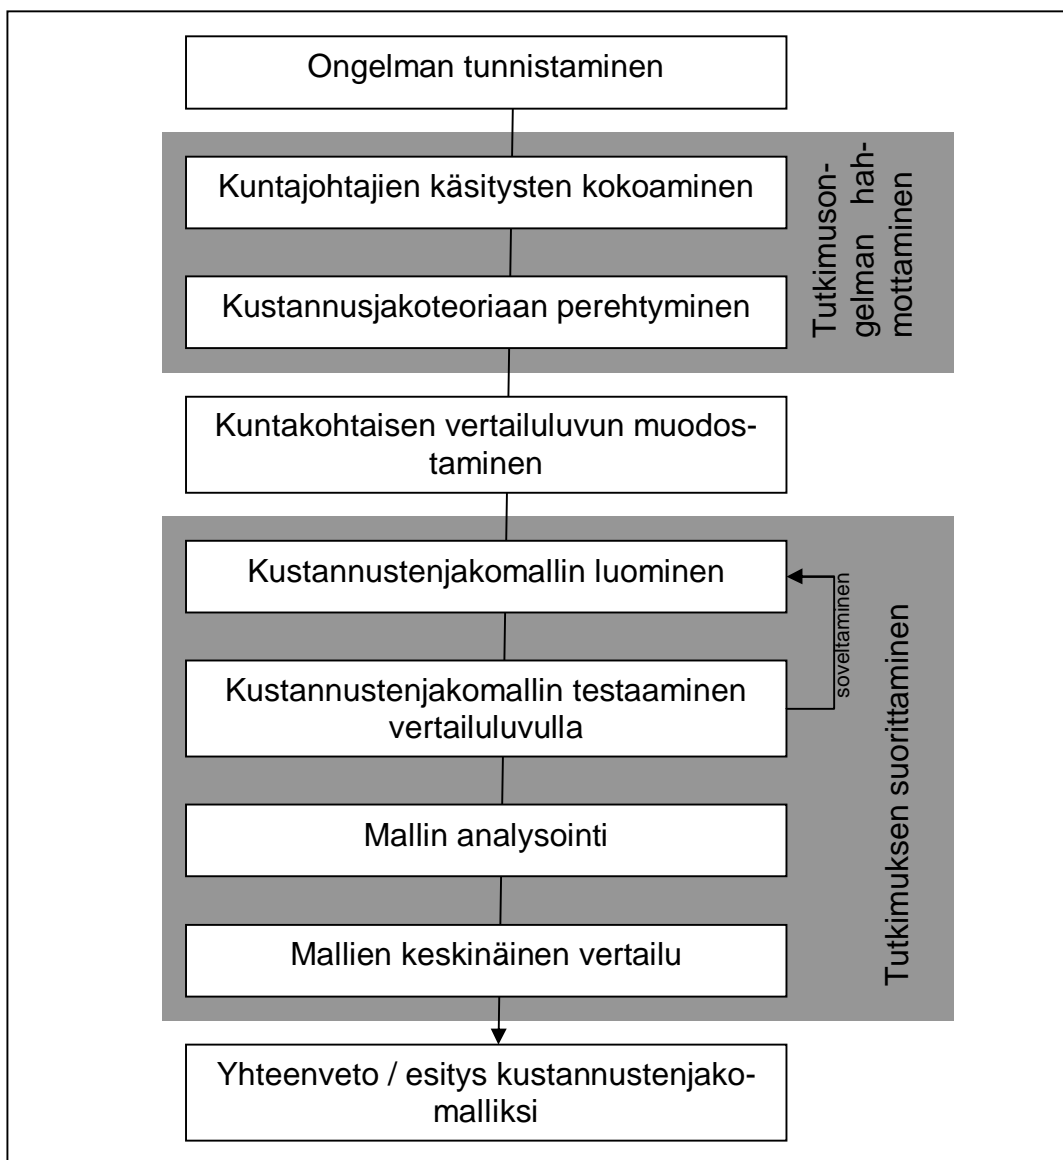 Ongelman tunnistaminen
Kuntajohtajien käsitysten kokoaminen
Kustannusjakoteoriaan perehtyminen
Tutkimuson-
gelman hah-
mottaminen
Kuntakohtaisen vertailuluvun muodos-
taminen
Kustannustenjakomallin luominen
Kustannustenjakomallin testaaminen
vertailuluvulla
soveltaminen
Mallin analysointi
Mallien keskinäinen vertailu
Tutkimuksen suorittaminen
Yhteenveto / esitys kustannustenjako-
malliksi